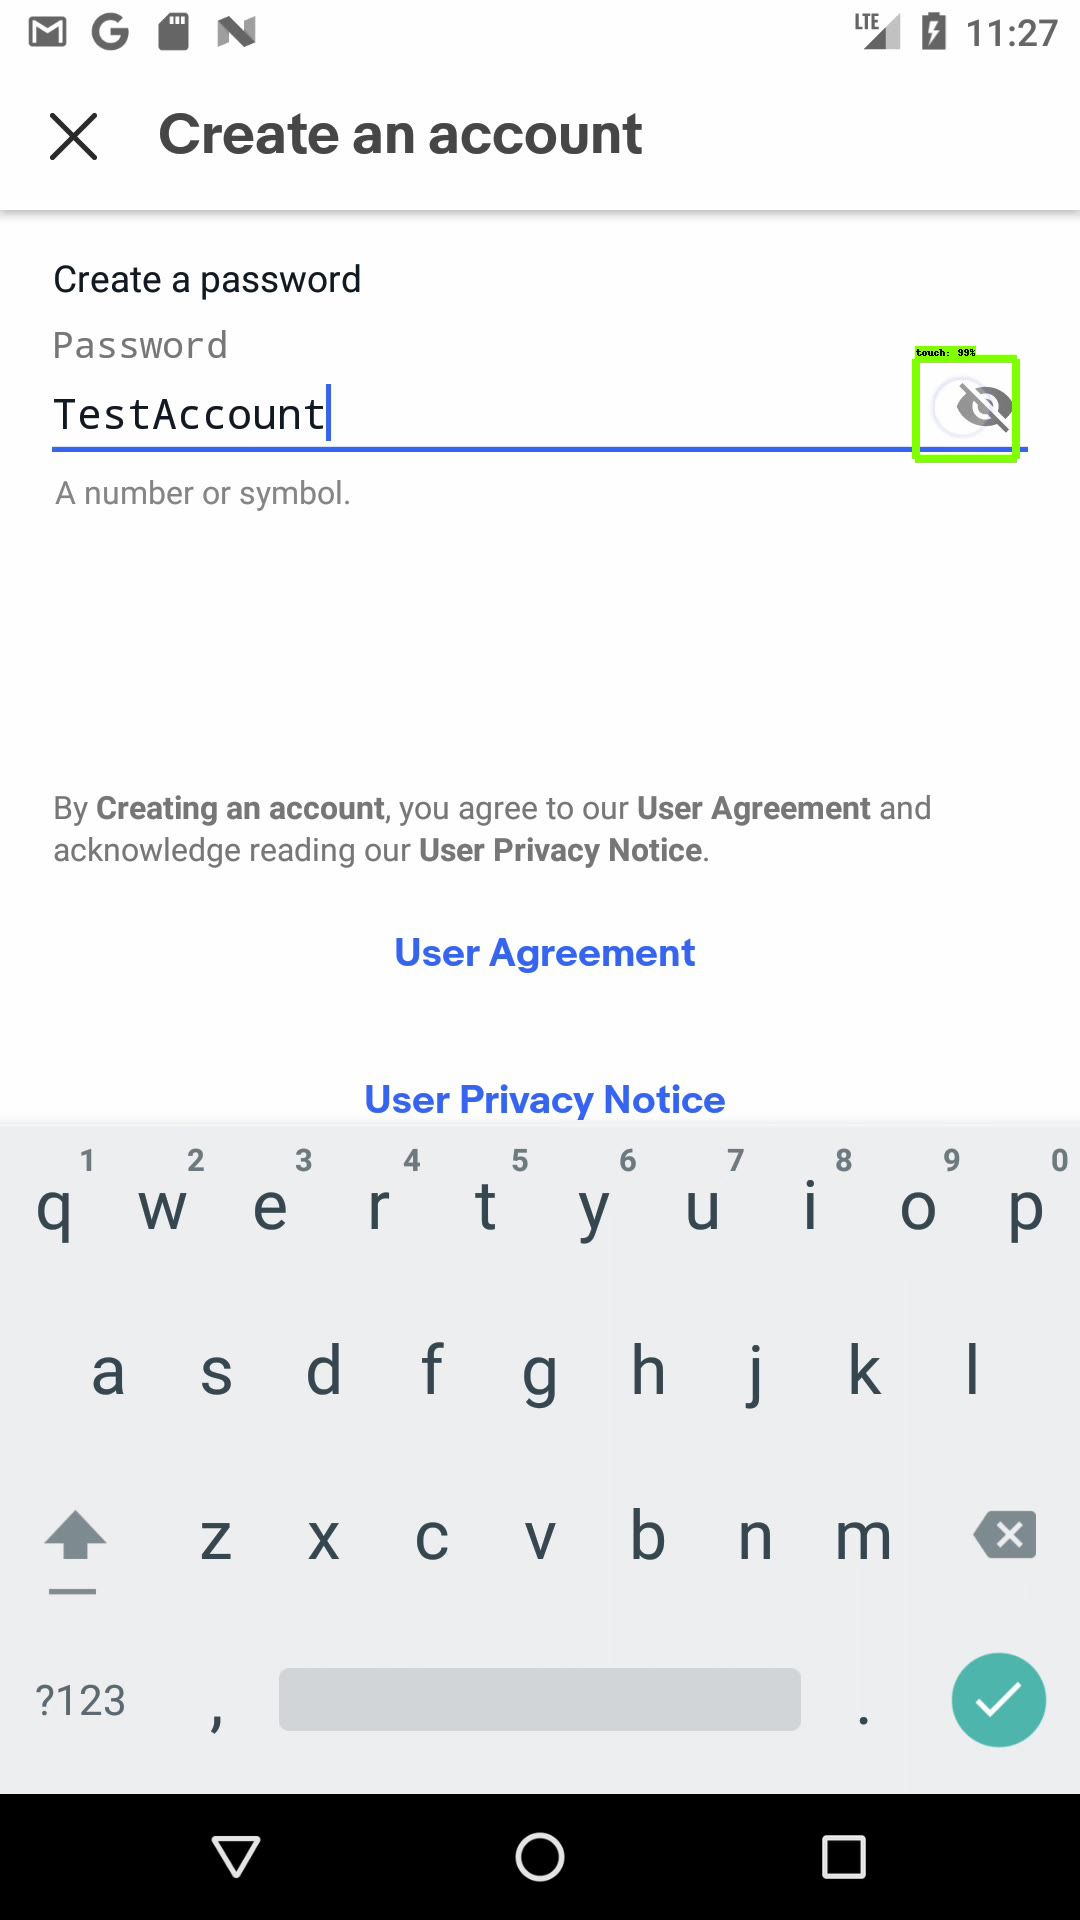 LTE 11:27
Create an account
Create a password
Password
touch: 99%
TestAccount
A number or symbol.
By Creating an account, you agree to our User Agreement and
acknowledge reading our User Privacy Notice.
User Agreement
User Privacy Notice
1 2 3 4 5 6 7 8 9 0
q w e r t y u i o p
a s d f g h j k l
z x c v b n m
?123 , .